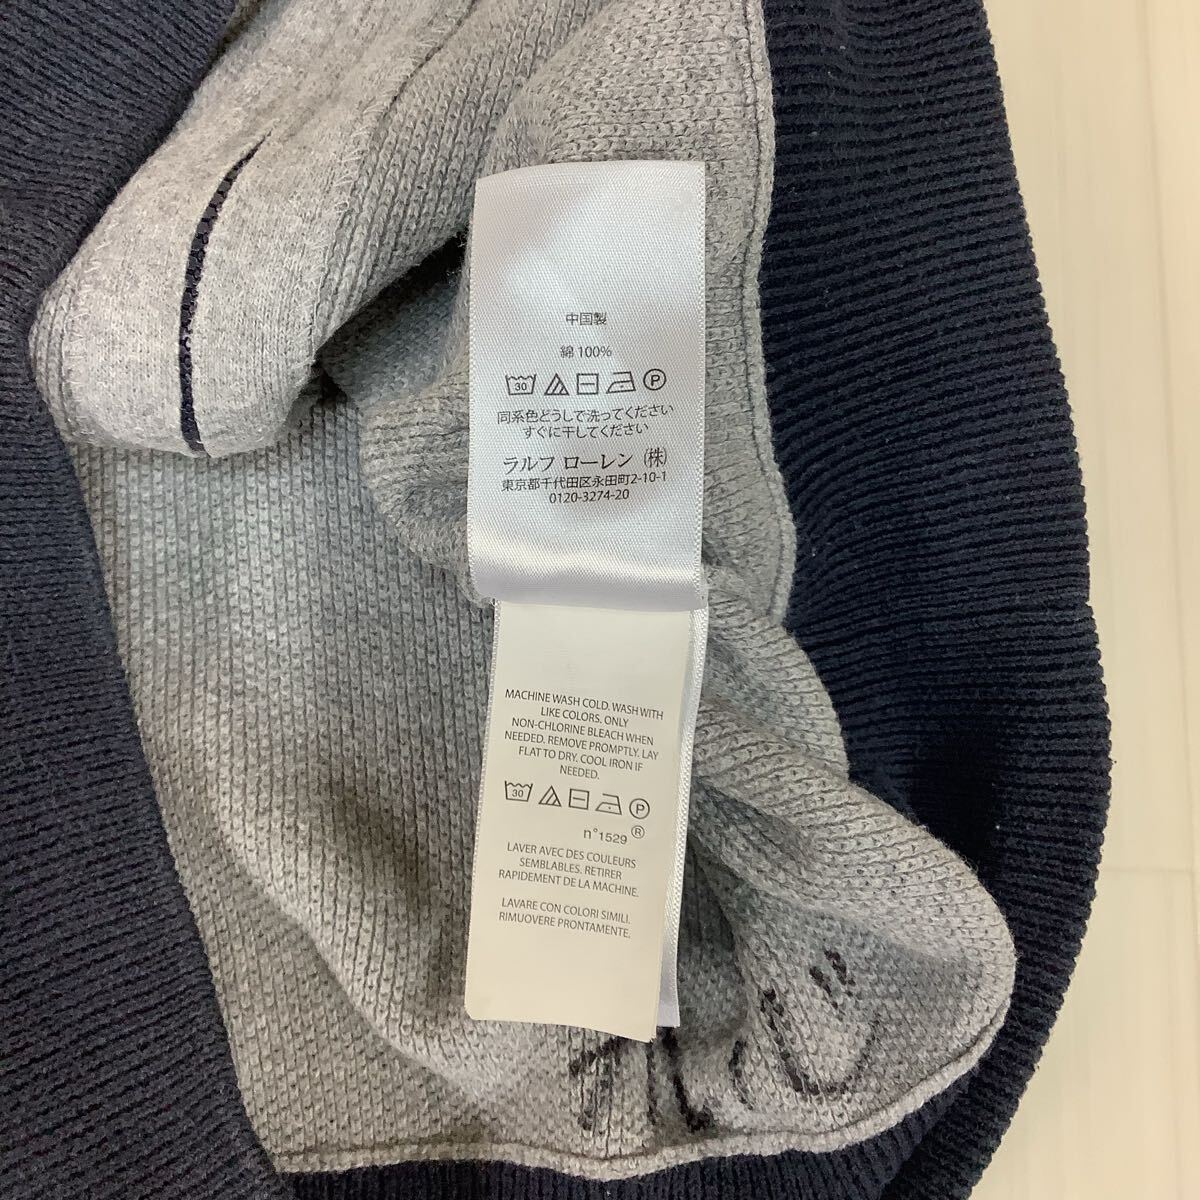 中国製
綿 100%
30
P
同系色どうしで洗ってください
すぐに干してください
ラルフ ローレン (株)
東京都千代田区永田町2-10-1
0120-3274-20
MACHINE WASH COLD. WASH WITH
LIKE COLORS. ONLY
NON-CHLORINE BLEACH WHEN
NEEDED. REMOVE PROMPTLY. LAY
FLAT TO DRY. COOL IRON IF
NEEDED.
30
P
n°1529 ®
LAVER AVEC DES COULEURS
SEMBLABLES. RETIRER
RAPIDEMENT DE LA MACHINE.
LAVARE CON COLORI SIMILI.
RIMUOVERE PRONTAMENTE.